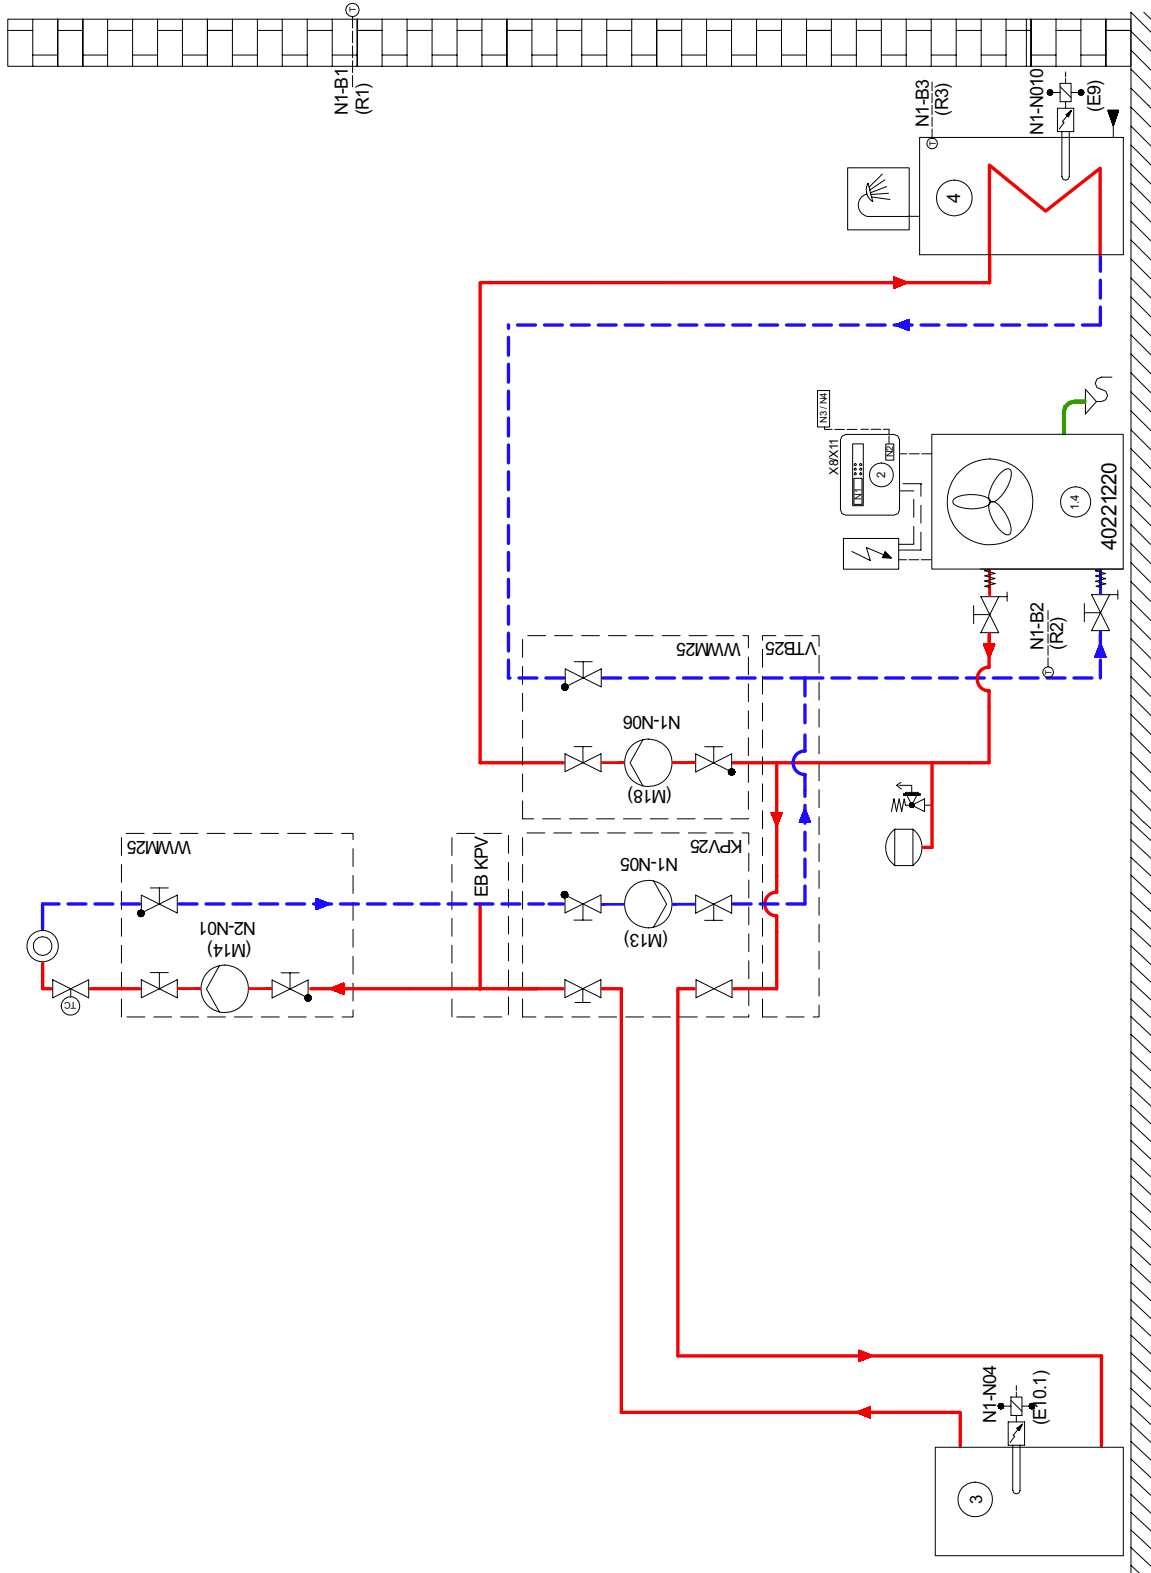 T
N1-B1
(R1)
N1-B3
(R3)
T
N1-N010
(E9)
4
N3 / N4
X8/X11
N1
N2
2
1.4
40221220
N1-B2
(R2)
T
WWM25
N1-N06
(M18)
VTB25
WWM25
N2-N01
(M14)
TC
EB KPV
KPV25
N1-N05
(M13)
N1-N04
(E10.1)
3